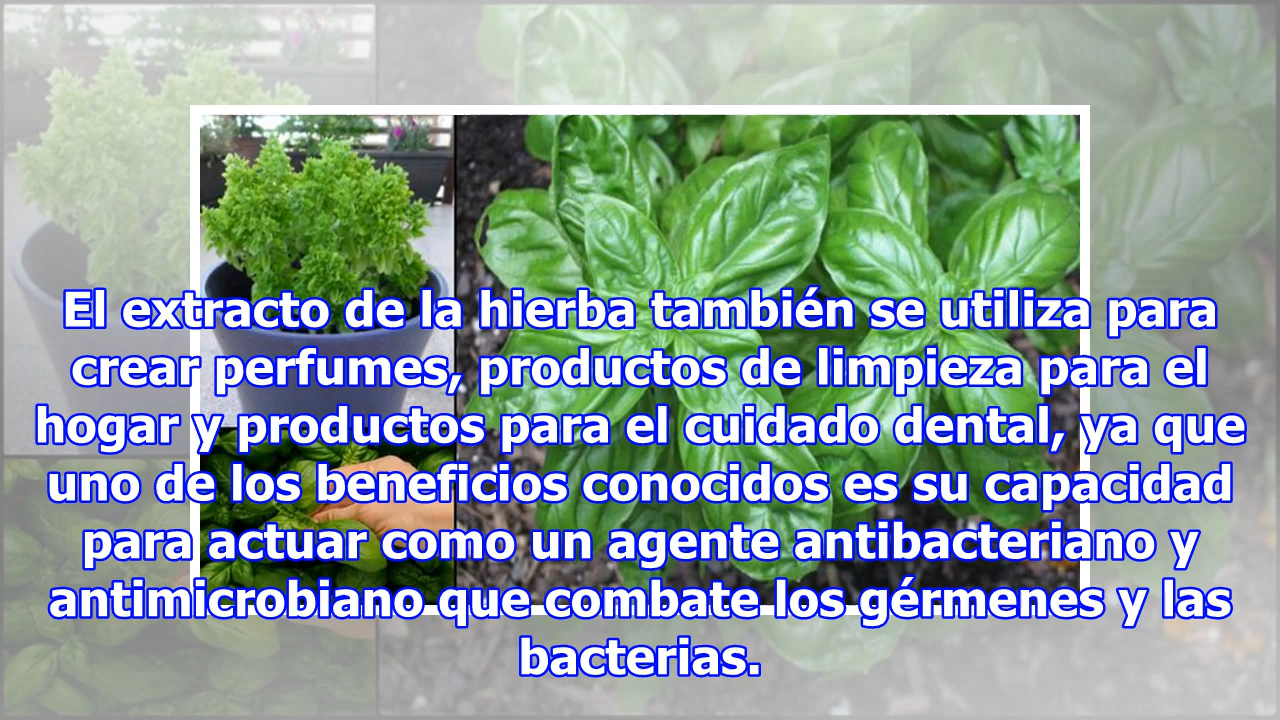 El extracto de la hierba también se utiliza para
crear perfumes, productos de limpieza para el
hogar y productos para el cuidado dental, ya que
uno de los beneficios conocidos es su capacidad
para actuar como un agente antibacteriano y
antimicrobiano que combate los gérmenes y las
bacterias.